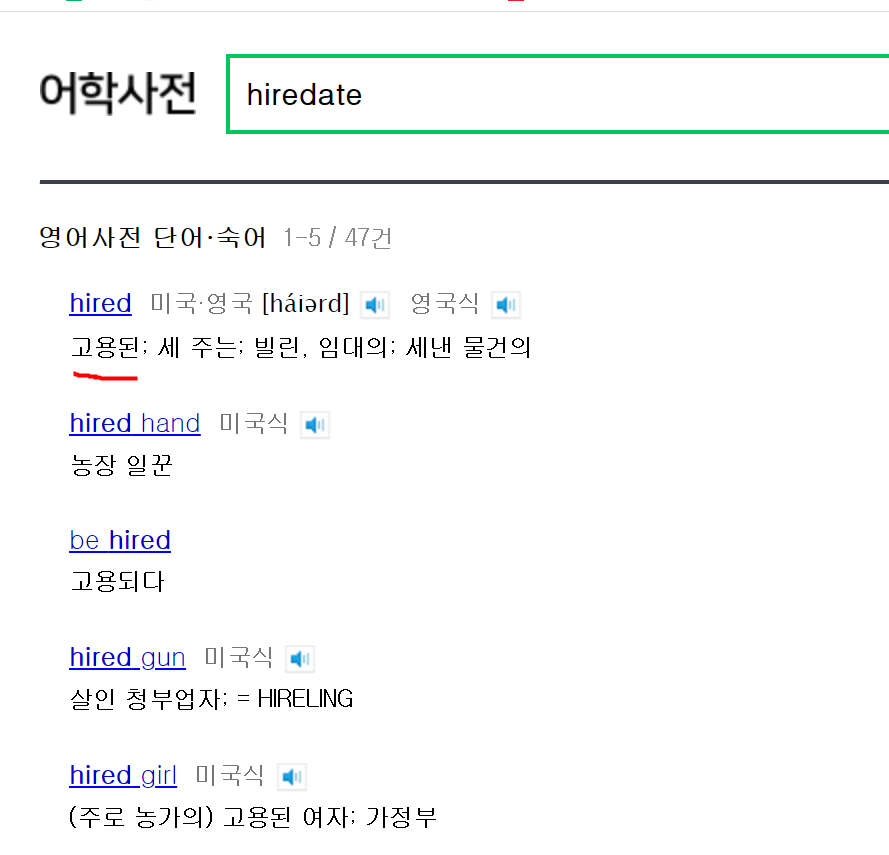 어학사전 hiredate
영어사전 단어·숙어 1-5 / 47건
hired 미국·영국 [háiərd] 영국식
고용된; 세 주는; 빌린, 임대의; 세낸 물건의
hired hand 미국식
농장 일꾼
be hired
고용되다
hired gun 미국식
살인 청부업자; = HIRELING
hired girl 미국식
(주로 농가의) 고용된 여자; 가정부